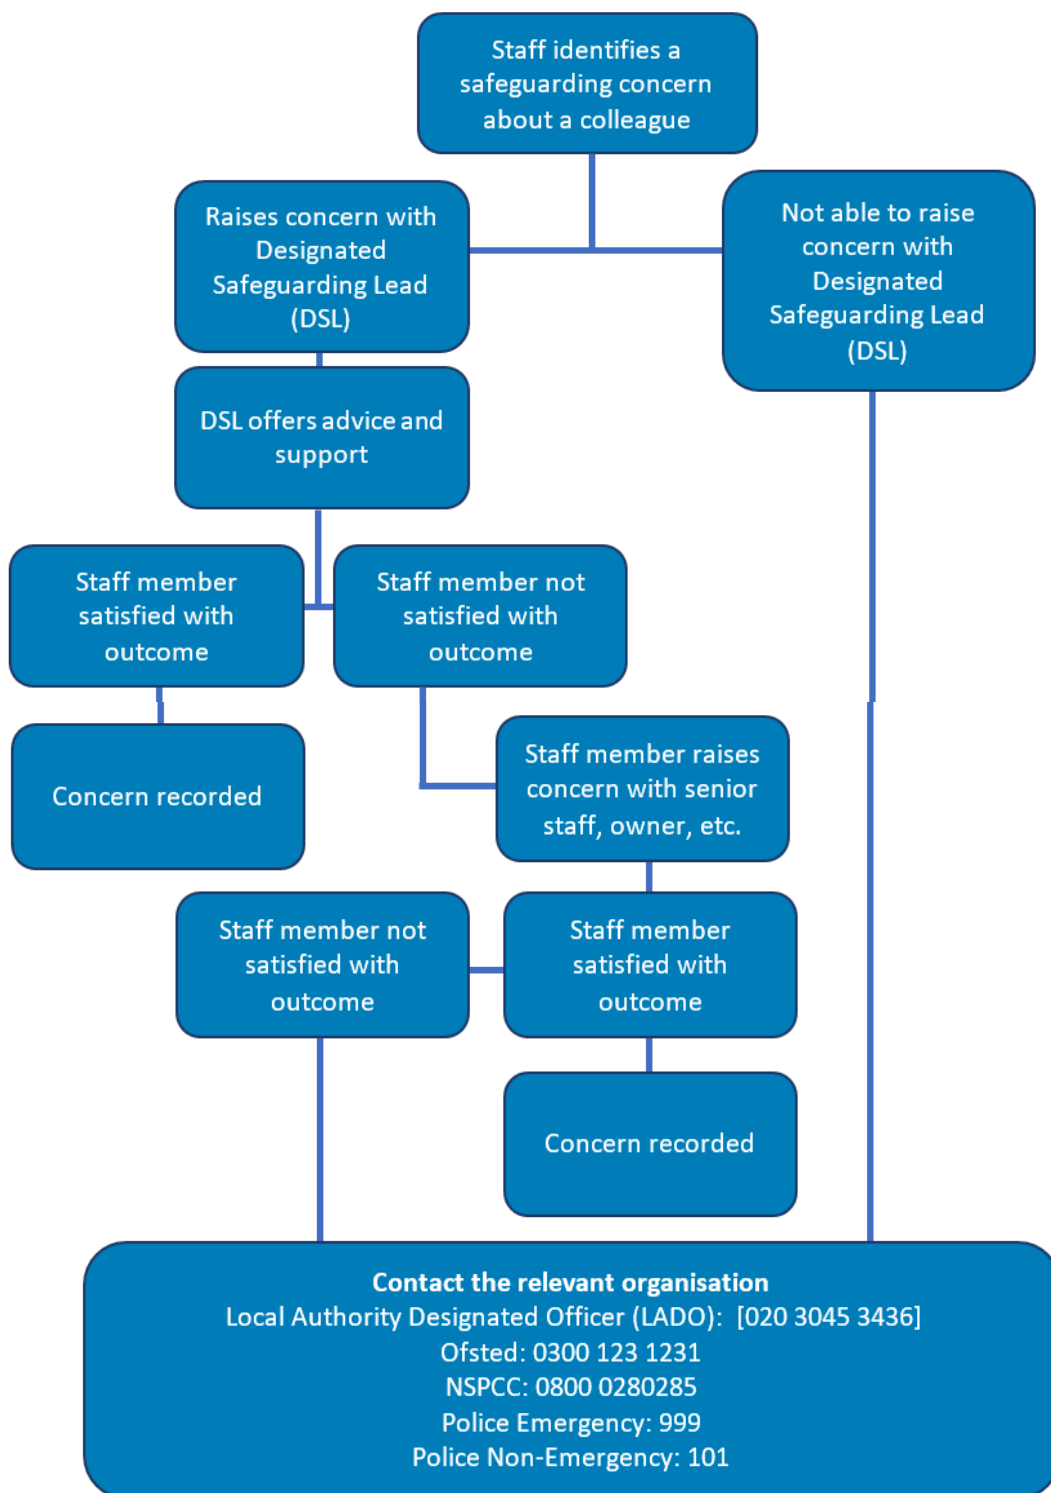 Staff identifies a
safeguarding concern
about a colleague
Raises concern with
Designated
Safeguarding Lead
(DSL)
Not able to raise
concern with
Designated
Safeguarding Lead
(DSL)
DSL offers advice and
support
Staff member
satisfied with
outcome
Staff member not
satisfied with
outcome
Concern recorded
Staff member raises
concern with senior
staff, owner, etc.
Staff member not
satisfied with
outcome
Staff member
satisfied with
outcome
Concern recorded
Contact the relevant organisation
Local Authority Designated Officer (LADO): [020 3045 3436]
Ofsted: 0300 123 1231
NSPCC: 0800 0280285
Police Emergency: 999
Police Non-Emergency: 101